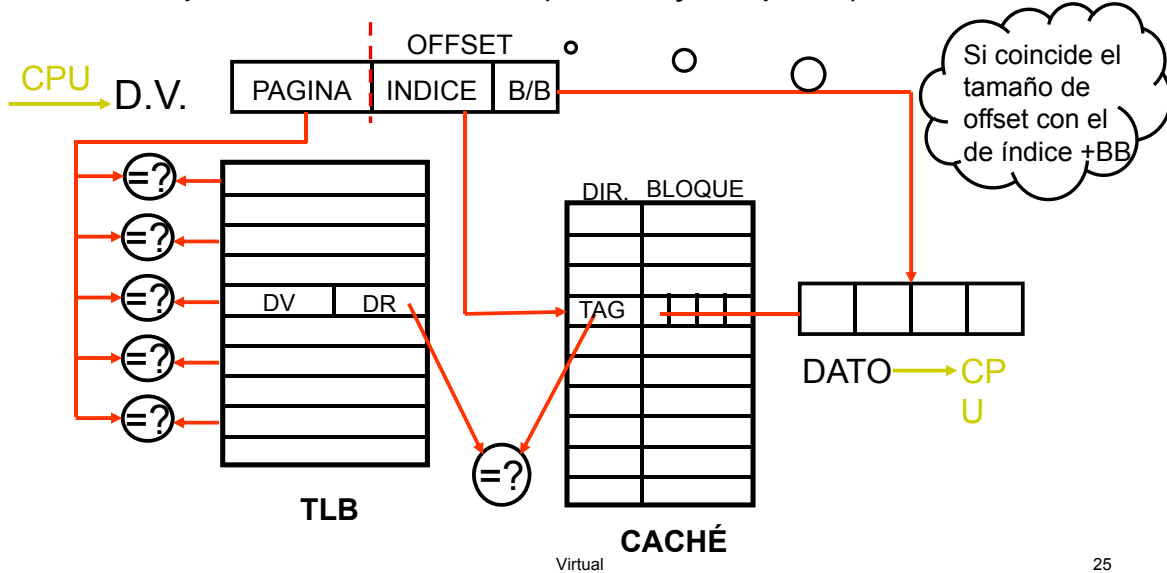 OFFSET
CPU
D.V.
PAGINA
INDICE
B/B
Si coincide el
tamaño de
offset con el
de índice +BB
=?
=?
=?
=?
=?
DV
DR
TLB
DIR.
BLOQUE
TAG
=?
CACHÉ
DATO
CP
U
Virtual
25